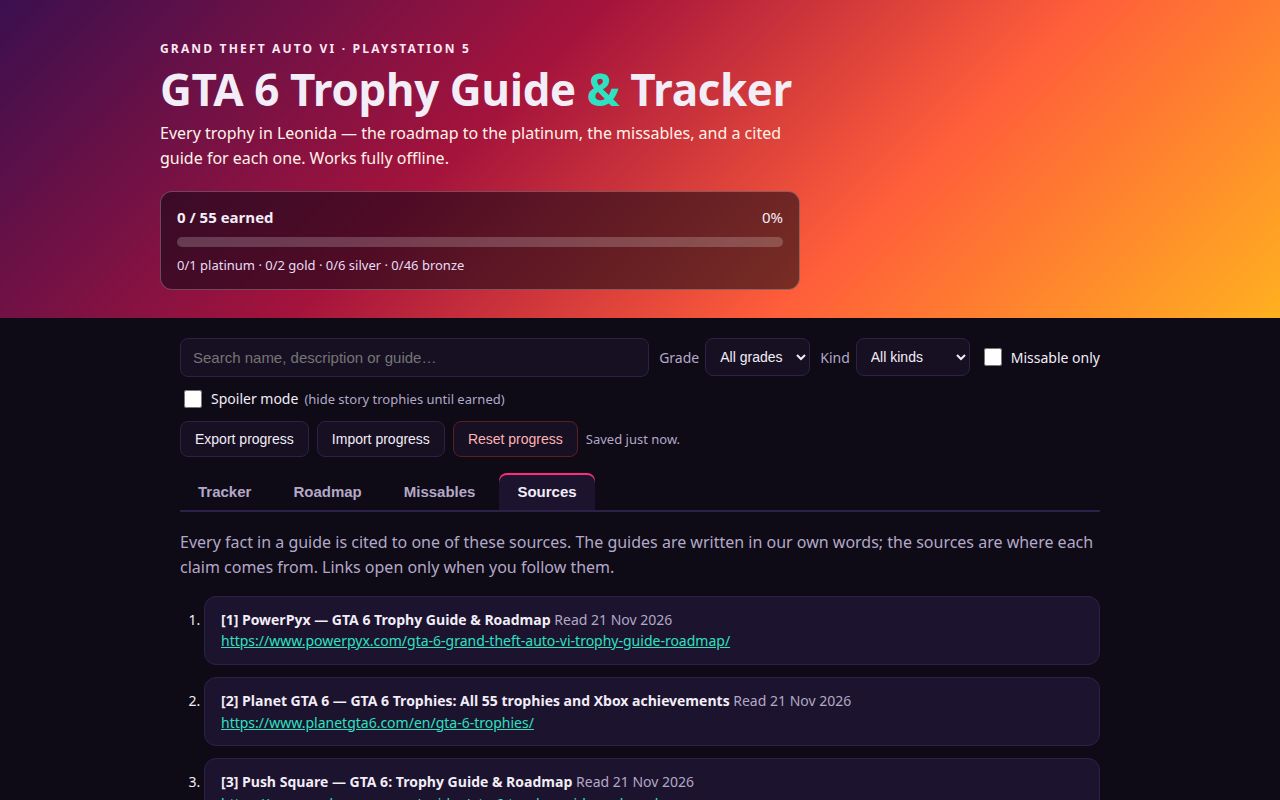 GRAND THEFT AUTO VI · PLAYSTATION 5
GTA 6 Trophy Guide & Tracker
Every trophy in Leonida — the roadmap to the platinum, the missables, and a cited
guide for each one. Works fully offline.
0 / 55 earned 0%
0/1 platinum · 0/2 gold · 0/6 silver · 0/46 bronze
Search name, description or guide… Grade All grades Kind All kinds Missable only
Spoiler mode (hide story trophies until earned)
Export progress Import progress Reset progress Saved just now.
Tracker Roadmap Missables Sources
Every fact in a guide is cited to one of these sources. The guides are written in our own words; the sources are where each
claim comes from. Links open only when you follow them.
1. [1] PowerPyx — GTA 6 Trophy Guide & Roadmap Read 21 Nov 2026
https://www.powerpyx.com/gta-6-grand-theft-auto-vi-trophy-guide-roadmap/
2. [2] Planet GTA 6 — GTA 6 Trophies: All 55 trophies and Xbox achievements Read 21 Nov 2026
https://www.planetgta6.com/en/gta-6-trophies/
3. [3] Push Square — GTA 6: Trophy Guide & Roadmap Read 21 Nov 2026